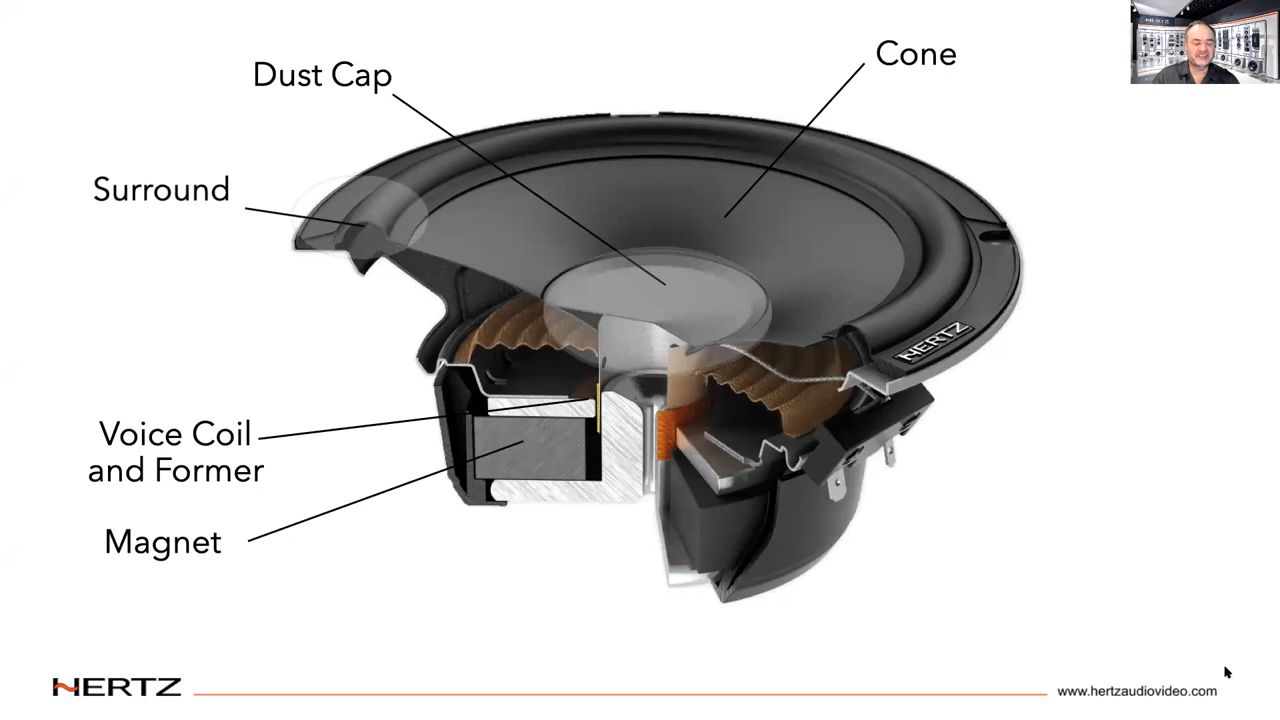 Cone
Dust Cap
Surround
HERTZ
Voice Coil
and Former
Magnet
HERTZ
www.hertzaudiovideo.com